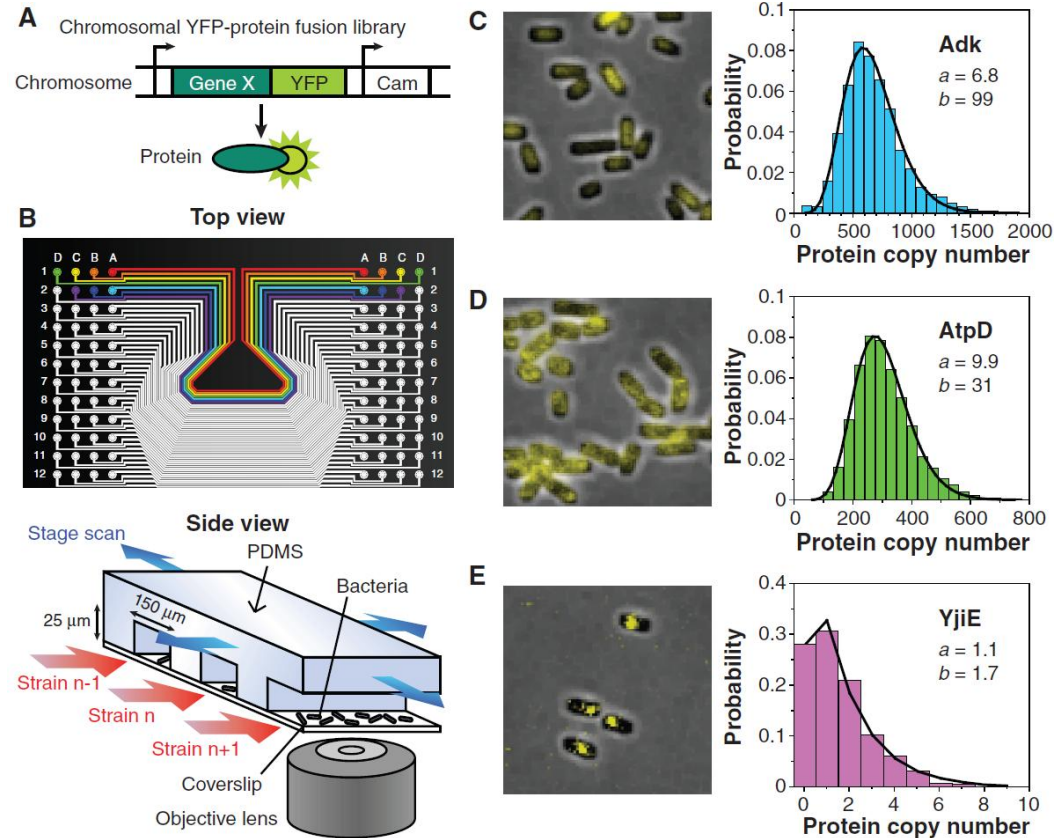 A
Chromosomal YFP-protein fusion library
Chromosome
Gene X
YFP
Cam
Protein
B
Top view
D C B A
A B C D
1 1
2 2
3 3
4 4
5 5
6 6
7 7
8 8
9 9
10 10
11 11
12 12
Side view
Stage scan
PDMS
Bacteria
150 µm
25 µm
Strain n-1
Strain n
Strain n+1
Coverslip
Objective lens
C
Probability
0.1
0.08
0.06
0.04
0.02
0
Adk
a = 6.8
b = 99
0 500 1000 1500 2000
Protein copy number
D
Probability
0.1
0.08
0.06
0.04
0.02
0
AtpD
a = 9.9
b = 31
0 200 400 600 800
Protein copy number
E
Probability
0.4
0.3
0.2
0.1
0
YjiE
a = 1.1
b = 1.7
0 2 4 6 8 10
Protein copy number